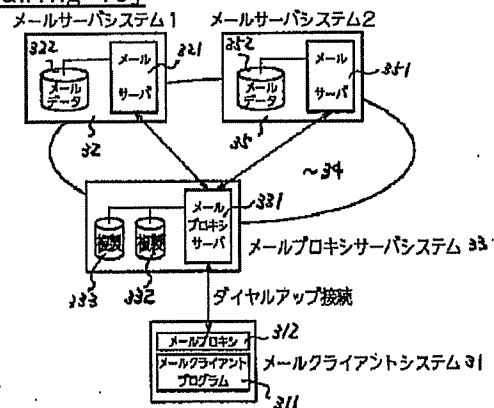 メールサーバシステム1
メールサーバシステム2
322
メール
データ
メール
サーバ
321
32
352
メール
データ
メール
サーバ
351
35
~34
複製
333
複製
332
メール
プロキシ
サーバ
331
メールプロキシサーバシステム 33
ダイヤルアップ接続
メールプロキシ
312
メールクライアント
プログラム
311
メールクライアントシステム 31